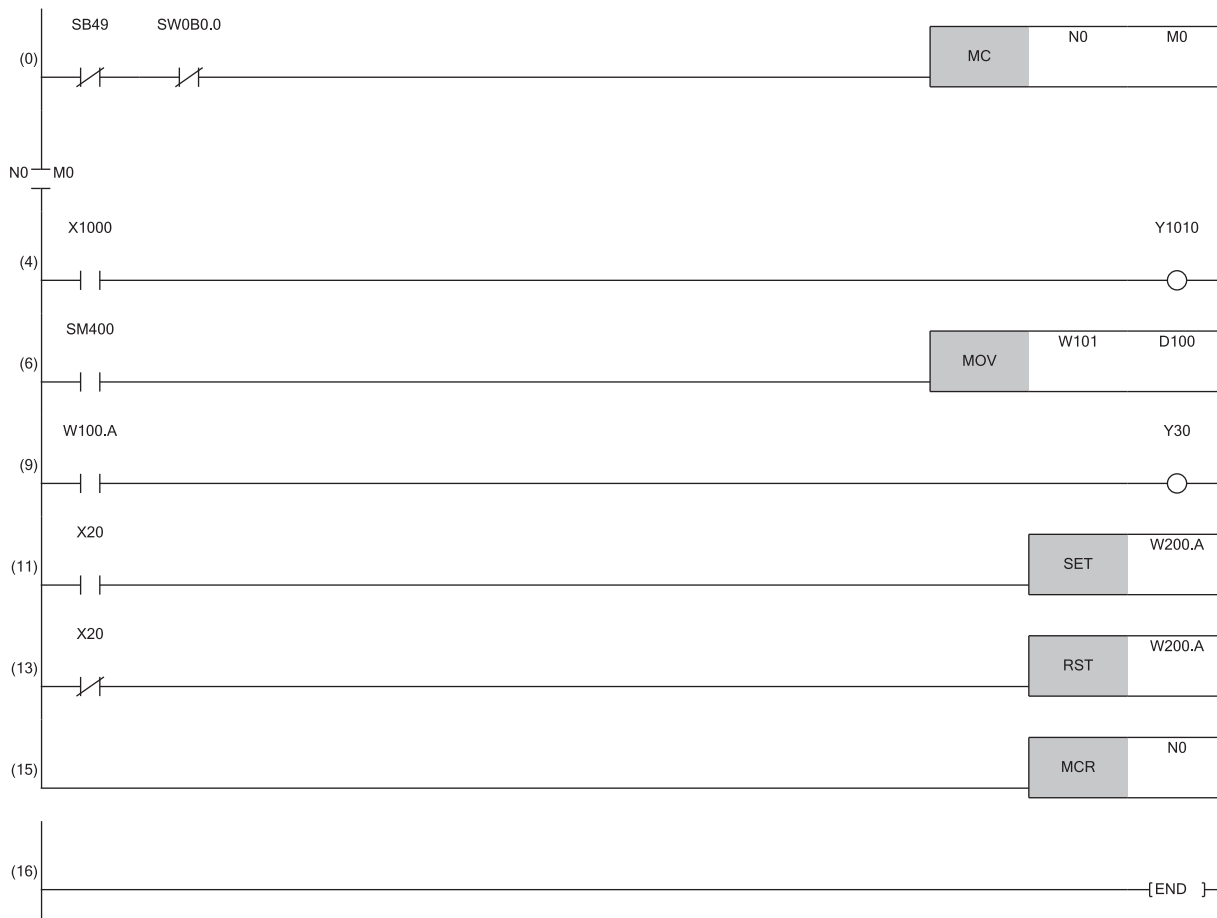 SB49 SW0B0.0
(0) MC N0 M0
N0 M0
X1000 Y1010
(4)
SM400
(6) MOV W101 D100
W100.A Y30
(9)
X20
(11) SET W200.A
X20
(13) RST W200.A
(15) MCR N0
(16) [END ]